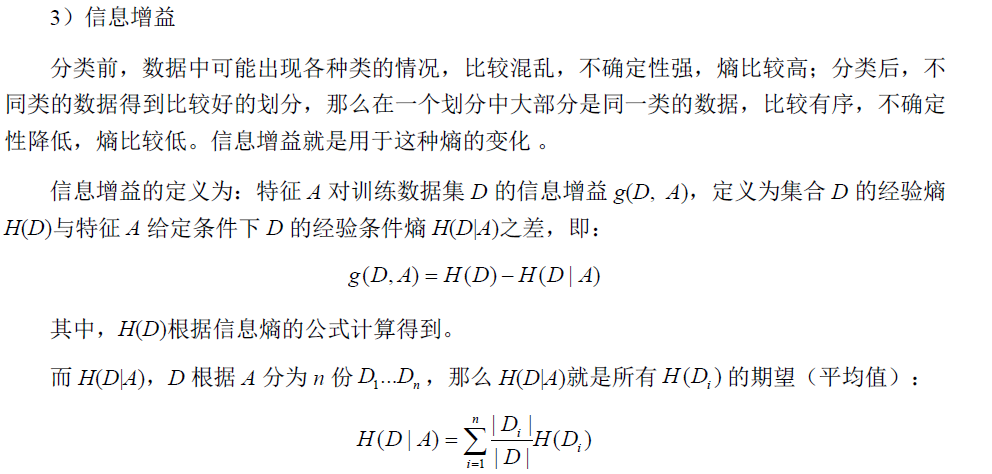 3）信息增益
分类前，数据中可能出现各种类的情况，比较混乱，不确定性强，熵比较高；分类后，不
同类的数据得到比较好的划分，那么在一个划分中大部分是同一类的数据，比较有序，不确定
性降低，熵比较低。信息增益就是用于这种熵的变化 。
信息增益的定义为：特征 A 对训练数据集 D 的信息增益 g(D, A)，定义为集合 D 的经验熵
H(D)与特征 A 给定条件下 D 的经验条件熵 H(D|A)之差，即：
g(D, A) = H(D) − H(D | A)
其中，H(D)根据信息熵的公式计算得到。
而 H(D|A)，D 根据 A 分为 n 份 D₁...Dₙ，那么 H(D|A)就是所有 H(Dᵢ) 的期望（平均值）：
H(D | A) = ∑ᵢ₌₁ⁿ |Dᵢ| / |D| H(Dᵢ)